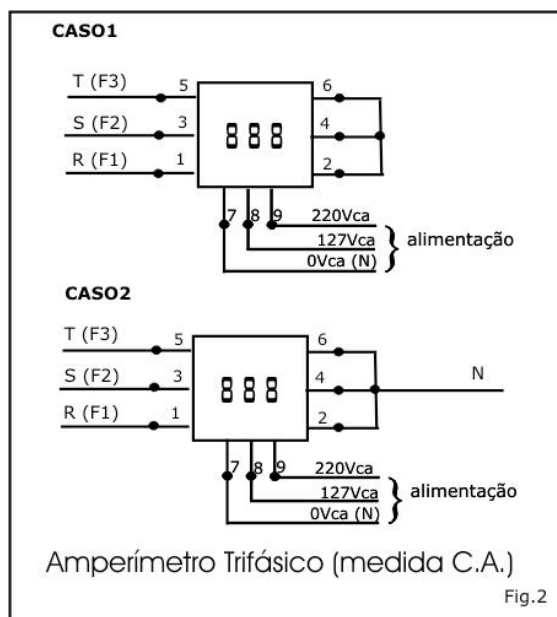 CASO1
T (F3) 5 6
S (F2) 3 4
R (F1) 1 2
7 8 9 220Vca
127Vca alimentação
0Vca (N)
CASO2
T (F3) 5 6
S (F2) 3 4 N
R (F1) 1 2
7 8 9 220Vca
127Vca alimentação
0Vca (N)
Amperímetro Trifásico (medida C.A.)
Fig.2